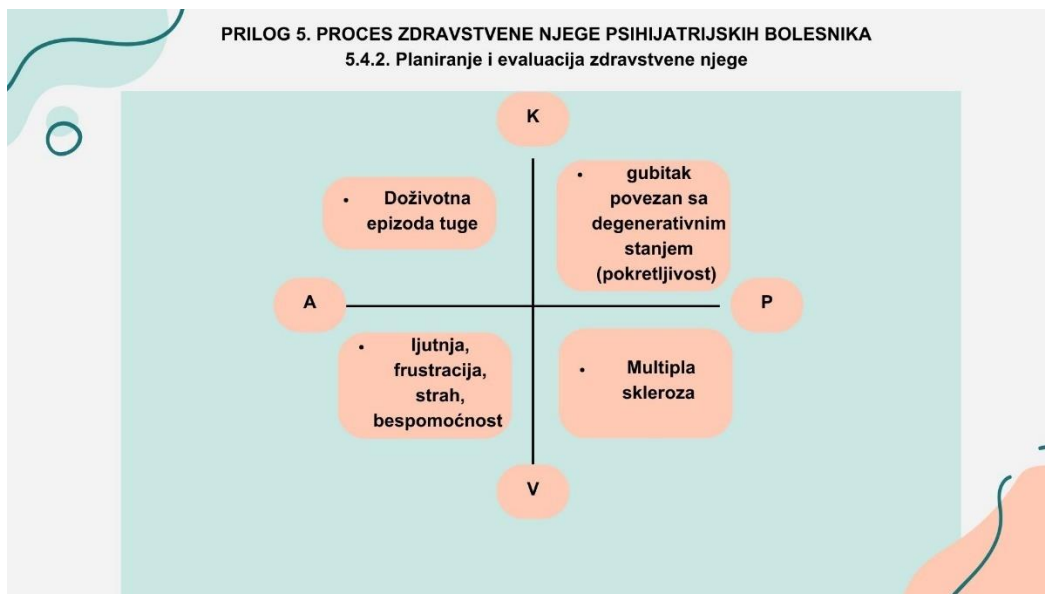 PRILOG 5. PROCES ZDRAVSTVENE NJEGE PSIHIJATRIJSKIH BOLESNIKA
5.4.2. Planiranje i evaluacija zdravstvene njege
K
• Doživotna
epizoda tuge
• gubitak
povezan sa
degenerativnim
stanjem
(pokretljivost)
A
P
• ljutnja,
frustracija,
strah,
bespomoćnost
• Multipla
skleroza
V